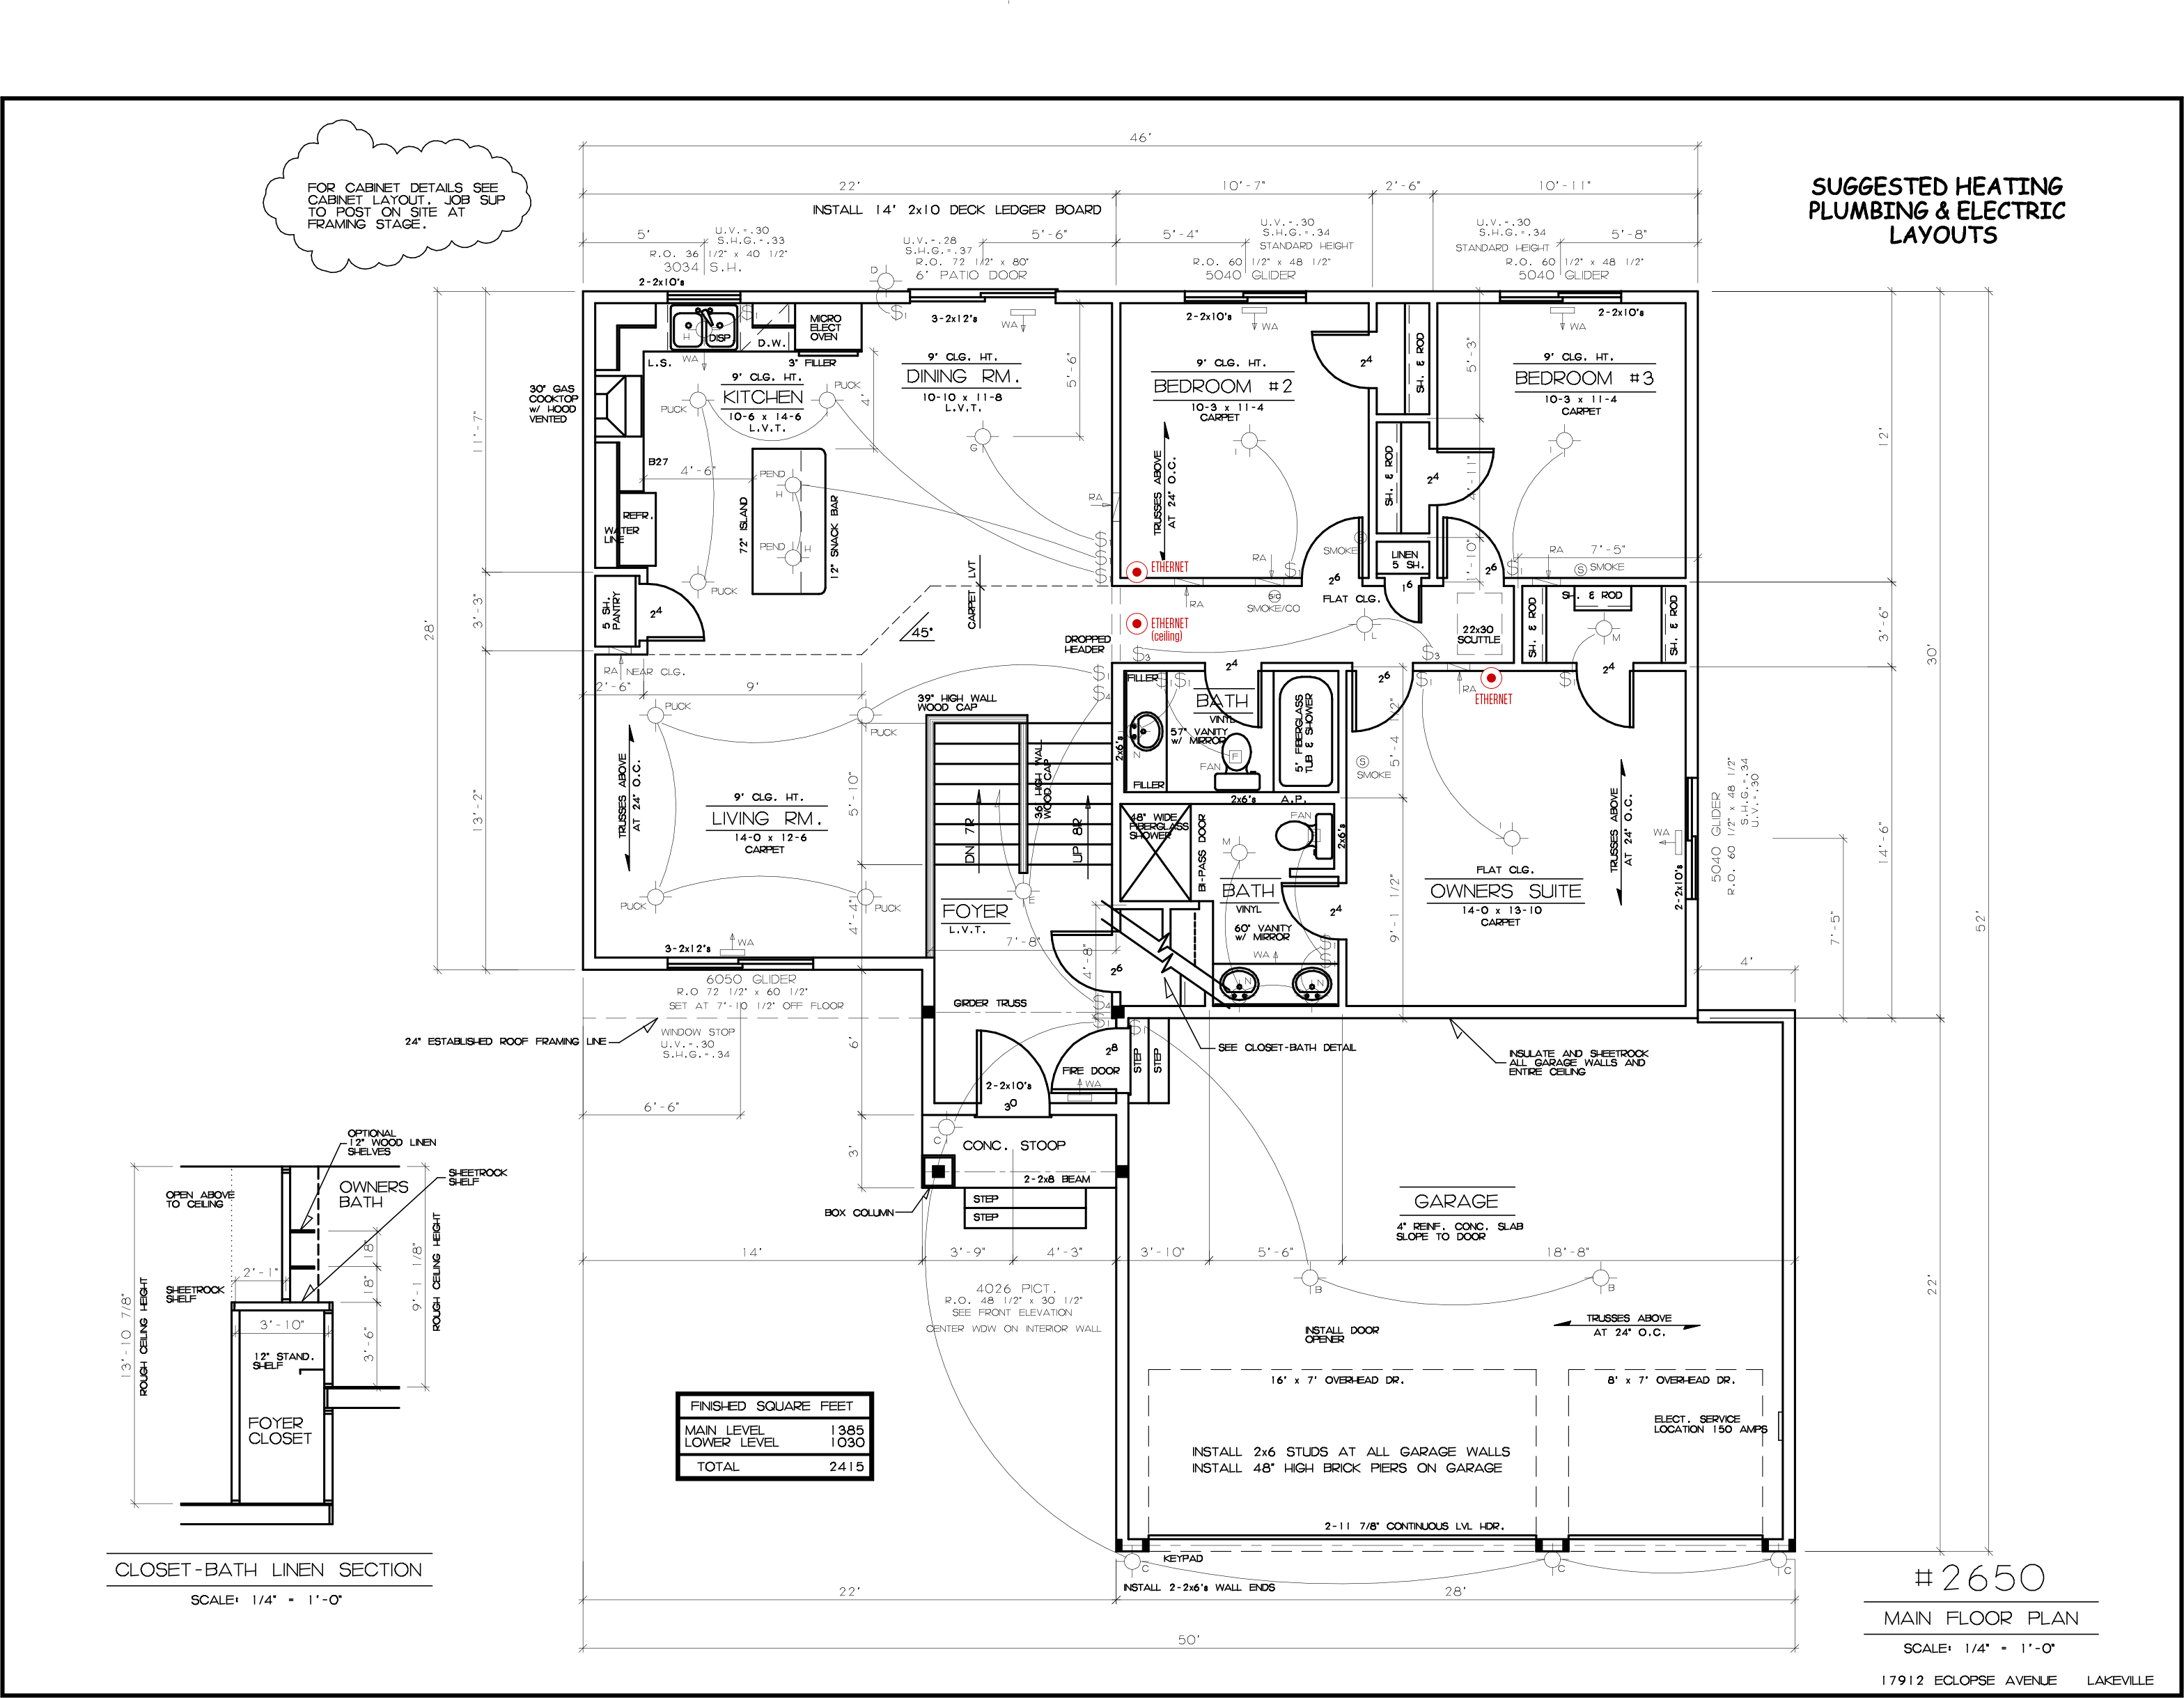 FOR CABINET DETAILS SEE
CABINET LAYOUT. JOB SUP
TO POST ON SITE AT
FRAMING STAGE.
SUGGESTED HEATING
PLUMBING & ELECTRIC
LAYOUTS
46'
22'
10'-7"
2'-6"
10'-11"
INSTALL 14' 2x10 DECK LEDGER BOARD
5'
U.V.-.30
S.H.G.-.33
R.O. 36 1/2" x 40 1/2"
3034 S.H.
2-2x10's
U.V.-.28
S.H.G.-.37
R.O. 72 1/2" x 80"
6' PATIO DOOR
5'-6"
5'-4"
U.V.-.30
S.H.G.-.34
STANDARD HEIGHT
R.O. 60 1/2" x 48 1/2"
5040 GLIDER
U.V.-.30
S.H.G.-.34
STANDARD HEIGHT
R.O. 60 1/2" x 48 1/2"
5040 GLIDER
5'-8"
D
H
DISP
D.W.
MICRO
ELECT
OVEN
3-2x12's
WA
2-2x10's
WA
2-2x10's
WA
L.S.
WA
3" FILLER
30" GAS
COOKTOP
w/ HOOD
VENTED
9' CLG. HT.
KITCHEN
10-6 x 14-6
L.V.T.
PUCK
PUCK
4'
9' CLG. HT.
DINING RM.
10-10 x 11-8
L.V.T.
5'-6"
G
9' CLG. HT.
BEDROOM #2
10-3 x 11-4
CARPET
I
24
SH. & ROD
5'-3"
9' CLG. HT.
BEDROOM #3
10-3 x 11-4
CARPET
I
B27
4'-6"
PEND
H
PEND
H
72" ISLAND
12" SNACK BAR
REFR.
WATER
LINE
PUCK
5 SH.
PANTRY
24
RA NEAR CLG.
RA
TRUSSES ABOVE
AT 24" O.C.
SH. & ROD
24
4'-11"
1'-10"
SMOKE
RA
LINEN
5 SH.
16
26
26
RA
7'-5"
SMOKE
ETHERNET
ETHERNET
(ceiling)
ETHERNET
RA
SMOKE/CO
FLAT CLG.
L
22x30
SCUTTLE
SH. & ROD
SH. & ROD
SH. & ROD
M
24
CARPET LVT
45°
DROPPED
HEADER
11'-7"
3'-3"
28'
13'-2"
12'
3'-6"
30'
14'-6"
52'
22'
2'-6"
9'
PUCK
PUCK
39" HIGH WALL
WOOD CAP
36" HIGH WALL
WOOD CAP
TRUSSES ABOVE
AT 24" O.C.
9' CLG. HT.
LIVING RM.
14-0 x 12-6
CARPET
5'-10"
4'-4"
PUCK
PUCK
DN 7R
UP 8R
E
FOYER
L.V.T.
7'-8"
4'-8"
26
FILLER
BATH
VINYL
57" VANITY
w/ MIRROR
2x6's
N
FAN
F
FILLER
24
5' FIBERGLASS
TUB & SHOWER
26
RA
5'-4 1/2"
SMOKE
2x6's
A.P.
48" WIDE
FIBERGLASS
SHOWER
BI-PASS DOOR
M
FAN
2x6's
BATH
VINYL
60" VANITY
w/ MIRROR
WA
N
N
24
9'-1 1/2"
I
FLAT CLG.
OWNERS SUITE
14-0 x 13-10
CARPET
TRUSSES ABOVE
AT 24" O.C.
WA
2-2x10's
5040 GLIDER
R.O. 60 1/2" x 48 1/2"
S.H.G.-.34
U.V.-.30
7'-5"
4'
3-2x12's
WA
6050 GLIDER
R.O 72 1/2" x 60 1/2"
SET AT 7'-10 1/2" OFF FLOOR
WINDOW STOP
U.V.-.30
S.H.G.-.34
24" ESTABLISHED ROOF FRAMING LINE
GIRDER TRUSS
6'
6'-6"
28
FIRE DOOR
WA
2-2x10's
30
STEP
STEP
SEE CLOSET-BATH DETAIL
INSULATE AND SHEETROCK
ALL GARAGE WALLS AND
ENTIRE CEILING
C
CONC. STOOP
2-2x8 BEAM
STEP
STEP
BOX COLUMN
3'
GARAGE
4" REINF. CONC. SLAB
SLOPE TO DOOR
14'
3'-9"
4'-3"
3'-10"
5'-6"
18'-8"
4026 PICT.
R.O. 48 1/2" x 30 1/2"
SEE FRONT ELEVATION
CENTER WDW ON INTERIOR WALL
B
B
INSTALL DOOR
OPENER
TRUSSES ABOVE
AT 24" O.C.
16' x 7' OVERHEAD DR.
8' x 7' OVERHEAD DR.
ELECT. SERVICE
LOCATION 150 AMPS
INSTALL 2x6 STUDS AT ALL GARAGE WALLS
INSTALL 48" HIGH BRICK PIERS ON GARAGE
2-11 7/8" CONTINUOUS LVL HDR.
KEYPAD
C
C
C
INSTALL 2-2x6's WALL ENDS
22'
28'
50'
FINISHED SQUARE FEET
MAIN LEVEL 1385
LOWER LEVEL 1030
TOTAL 2415
OPTIONAL
12" WOOD LINEN
SHELVES
SHEETROCK
SHELF
OPEN ABOVE
TO CEILING
OWNERS
BATH
SHEETROCK
SHELF
2'-1"
18"
18"
3'-6"
9'-1 1/8"
ROUGH CEILING HEIGHT
3'-10"
12" STAND.
SHELF
13'-10 7/8"
ROUGH CEILING HEIGHT
FOYER
CLOSET
CLOSET-BATH LINEN SECTION
SCALE: 1/4" = 1'-0"
#2650
MAIN FLOOR PLAN
SCALE: 1/4" = 1'-0"
17912 ECLOPSE AVENUE LAKEVILLE